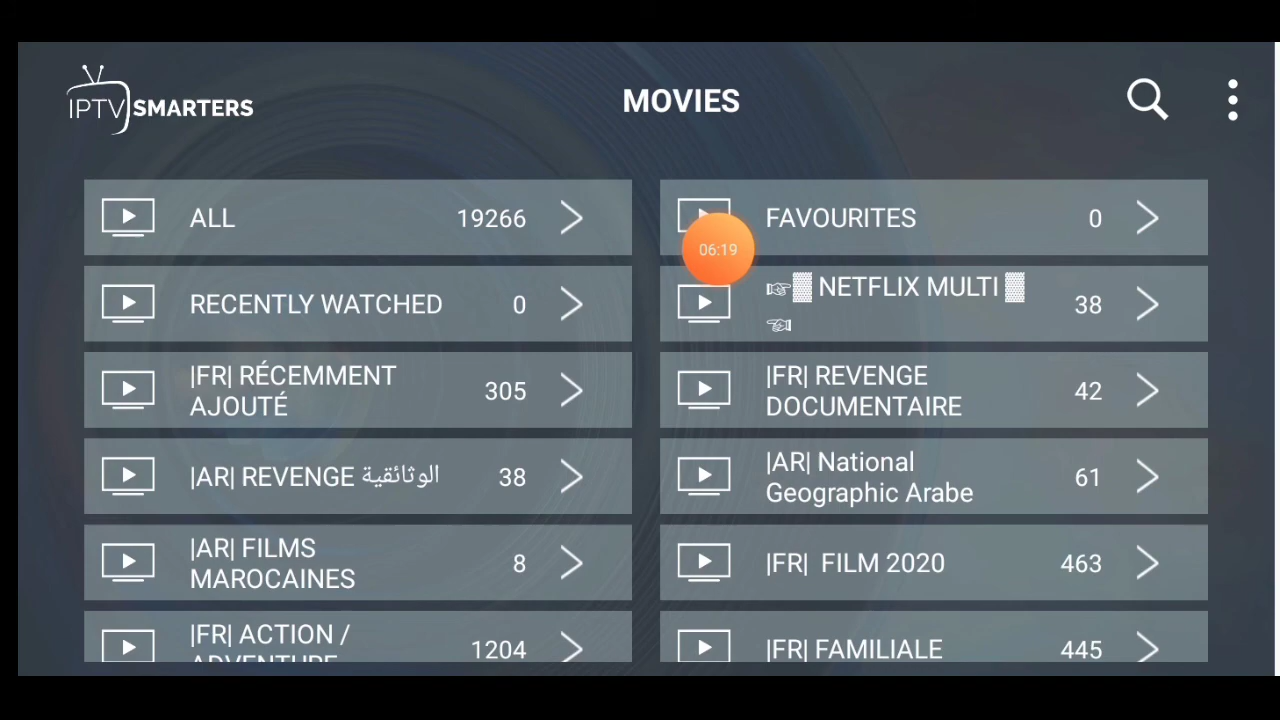 IPTV SMARTERS
MOVIES
ALL 19266
FAVOURITES 0
06:19
RECENTLY WATCHED 0
☞▓ NETFLIX MULTI ▓
☜ 38
|FR| RÉCEMMENT
AJOUTÉ 305
|FR| REVENGE
DOCUMENTAIRE 42
|AR| REVENGE الوثائقية 38
|AR| National
Geographic Arabe 61
|AR| FILMS
MAROCAINES 8
|FR| FILM 2020 463
|FR| ACTION /
ADVENTURE 1204
|FR| FAMILIALE 445